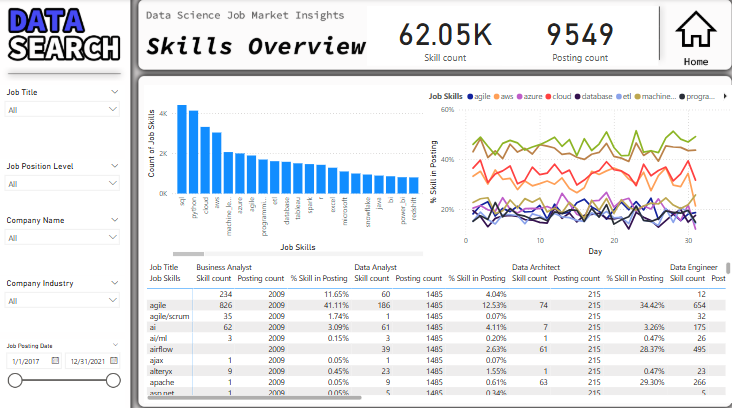 DATA
SEARCH
Data Science Job Market Insights
Skills Overview
62.05K
Skill count
9549
Posting count
Home
Job Title
All
Job Position Level
All
Company Name
All
Company Industry
All
Job Posting Date
1/1/2017 12/31/2021
Count of Job Skills
4K
2K
0K
sql python cloud aws machine_le... azure agile programmi... etl database tableau spark r excel microsoft snowflake java bi power_bi redshift
Job Skills
Job Skills agile aws azure cloud database etl machine... progra...
% Skill in Posting
60%
40%
20%
0 10 20 30
Day
Job Title Business Analyst Data Analyst Data Architect Data Engineer
Job Skills Skill count Posting count % Skill in Posting Skill count Posting count % Skill in Posting Skill count Posting count % Skill in Posting Skill count Post
234 2009 11.65% 60 1485 4.04% 215 12
agile 826 2009 41.11% 186 1485 12.53% 74 215 34.42% 654
agile/scrum 35 2009 1.74% 1 1485 0.07% 215 32
ai 62 2009 3.09% 61 1485 4.11% 7 215 3.26% 175
ai/ml 3 2009 0.15% 3 1485 0.20% 1 215 0.47% 26
airflow 2009 39 1485 2.63% 61 215 28.37% 495
ajax 1 2009 0.05% 1 1485 0.07% 215
alteryx 9 2009 0.45% 23 1485 1.55% 1 215 0.47% 23
apache 1 2009 0.05% 9 1485 0.61% 63 215 29.30% 266
asp.net 1 2009 0.05% 5 1485 0.34% 215 5